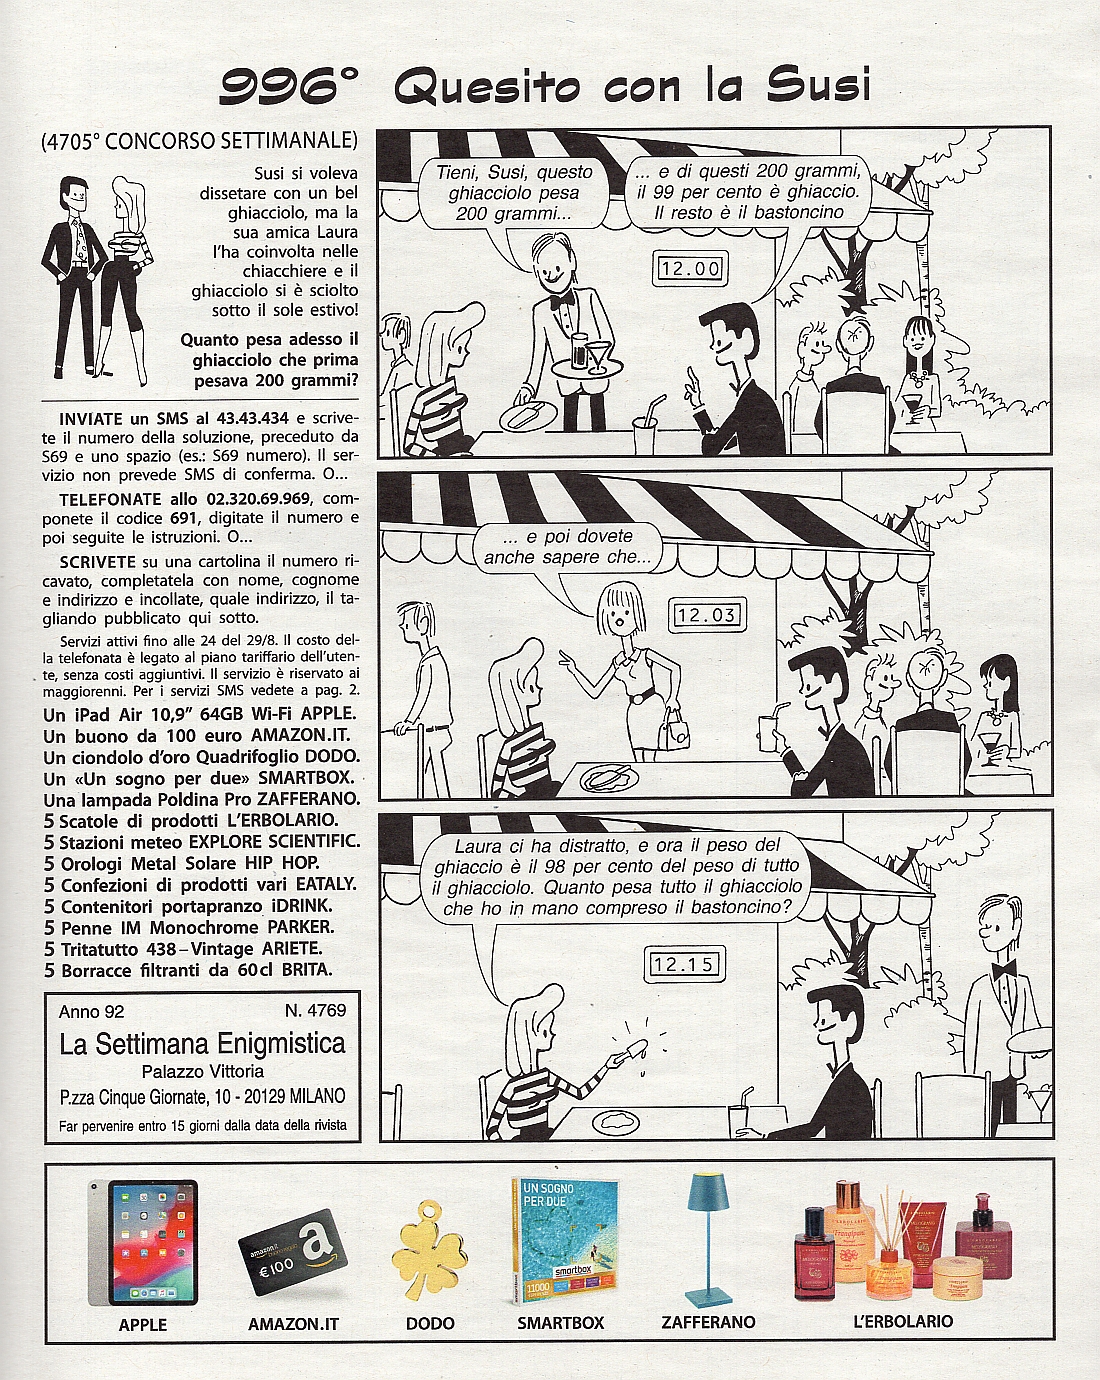 996° Quesito con la Susi
(4705° CONCORSO SETTIMANALE)
Susi si voleva
dissetare con un bel
ghiacciolo, ma la
sua amica Laura
l'ha coinvolta nelle
chiacchiere e il
ghiacciolo si è sciolto
sotto il sole estivo!
Quanto pesa adesso il
ghiacciolo che prima
pesava 200 grammi?
INVIATE un SMS al 43.43.434 e scrive-
te il numero della soluzione, preceduto da
S69 e uno spazio (es.: S69 numero). Il ser-
vizio non prevede SMS di conferma. O...
TELEFONATE allo 02.320.69.969, com-
ponete il codice 691, digitate il numero e
poi seguite le istruzioni. O...
SCRIVETE su una cartolina il numero ri-
cavato, completatela con nome, cognome
e indirizzo e incollate, quale indirizzo, il ta-
gliando pubblicato qui sotto.
Servizi attivi fino alle 24 del 29/8. Il costo del-
la telefonata è legato al piano tariffario dell'uten-
te, senza costi aggiuntivi. Il servizio è riservato ai
maggiorenni. Per i servizi SMS vedete a pag. 2.
Un iPad Air 10,9" 64GB Wi-Fi APPLE.
Un buono da 100 euro AMAZON.IT.
Un ciondolo d'oro Quadrifoglio DODO.
Un «Un sogno per due» SMARTBOX.
Una lampada Poldina Pro ZAFFERANO.
5 Scatole di prodotti L'ERBOLARIO.
5 Stazioni meteo EXPLORE SCIENTIFIC.
5 Orologi Metal Solare HIP HOP.
5 Confezioni di prodotti vari EATALY.
5 Contenitori portapranzo iDRINK.
5 Penne IM Monochrome PARKER.
5 Tritatutto 438–Vintage ARIETE.
5 Borracce filtranti da 60cl BRITA.
Anno 92 N. 4769
La Settimana Enigmistica
Palazzo Vittoria
P.zza Cinque Giornate, 10 - 20129 MILANO
Far pervenire entro 15 giorni dalla data della rivista
Tieni, Susi, questo
ghiacciolo pesa
200 grammi...
... e di questi 200 grammi,
il 99 per cento è ghiaccio.
Il resto è il bastoncino
12.00
... e poi dovete
anche sapere che...
12.03
Laura ci ha distratto, e ora il peso del
ghiaccio è il 98 per cento del peso di tutto
il ghiacciolo. Quanto pesa tutto il ghiacciolo
che ho in mano compreso il bastoncino?
12.15
amazon.it
a
€100
UN SOGNO
PER DUE
smartbox
11000
APPLE
AMAZON.IT
DODO
SMARTBOX
ZAFFERANO
L'ERBOLARIO